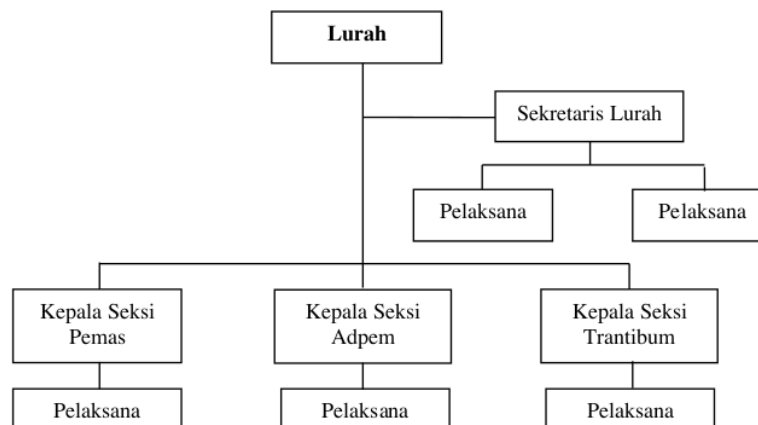 Lurah
Sekretaris Lurah
Pelaksana
Pelaksana
Kepala Seksi
Pemas
Kepala Seksi
Adpem
Kepala Seksi
Trantibum
Pelaksana
Pelaksana
Pelaksana